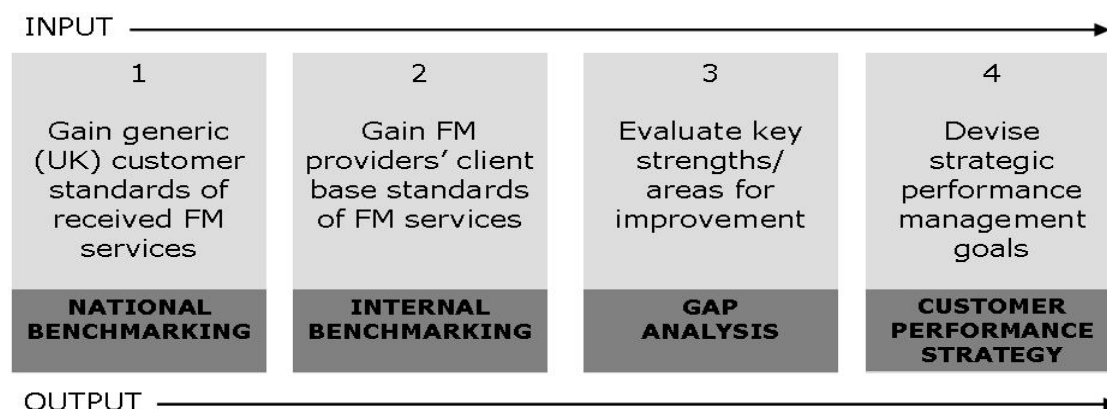 INPUT
1
Gain generic
(UK) customer
standards of
received FM
services
NATIONAL
BENCHMARKING
2
Gain FM
providers’ client
base standards
of FM services
INTERNAL
BENCHMARKING
3
Evaluate key
strengths/
areas for
improvement
GAP
ANALYSIS
4
Devise
strategic
performance
management
goals
CUSTOMER
PERFORMANCE
STRATEGY
OUTPUT